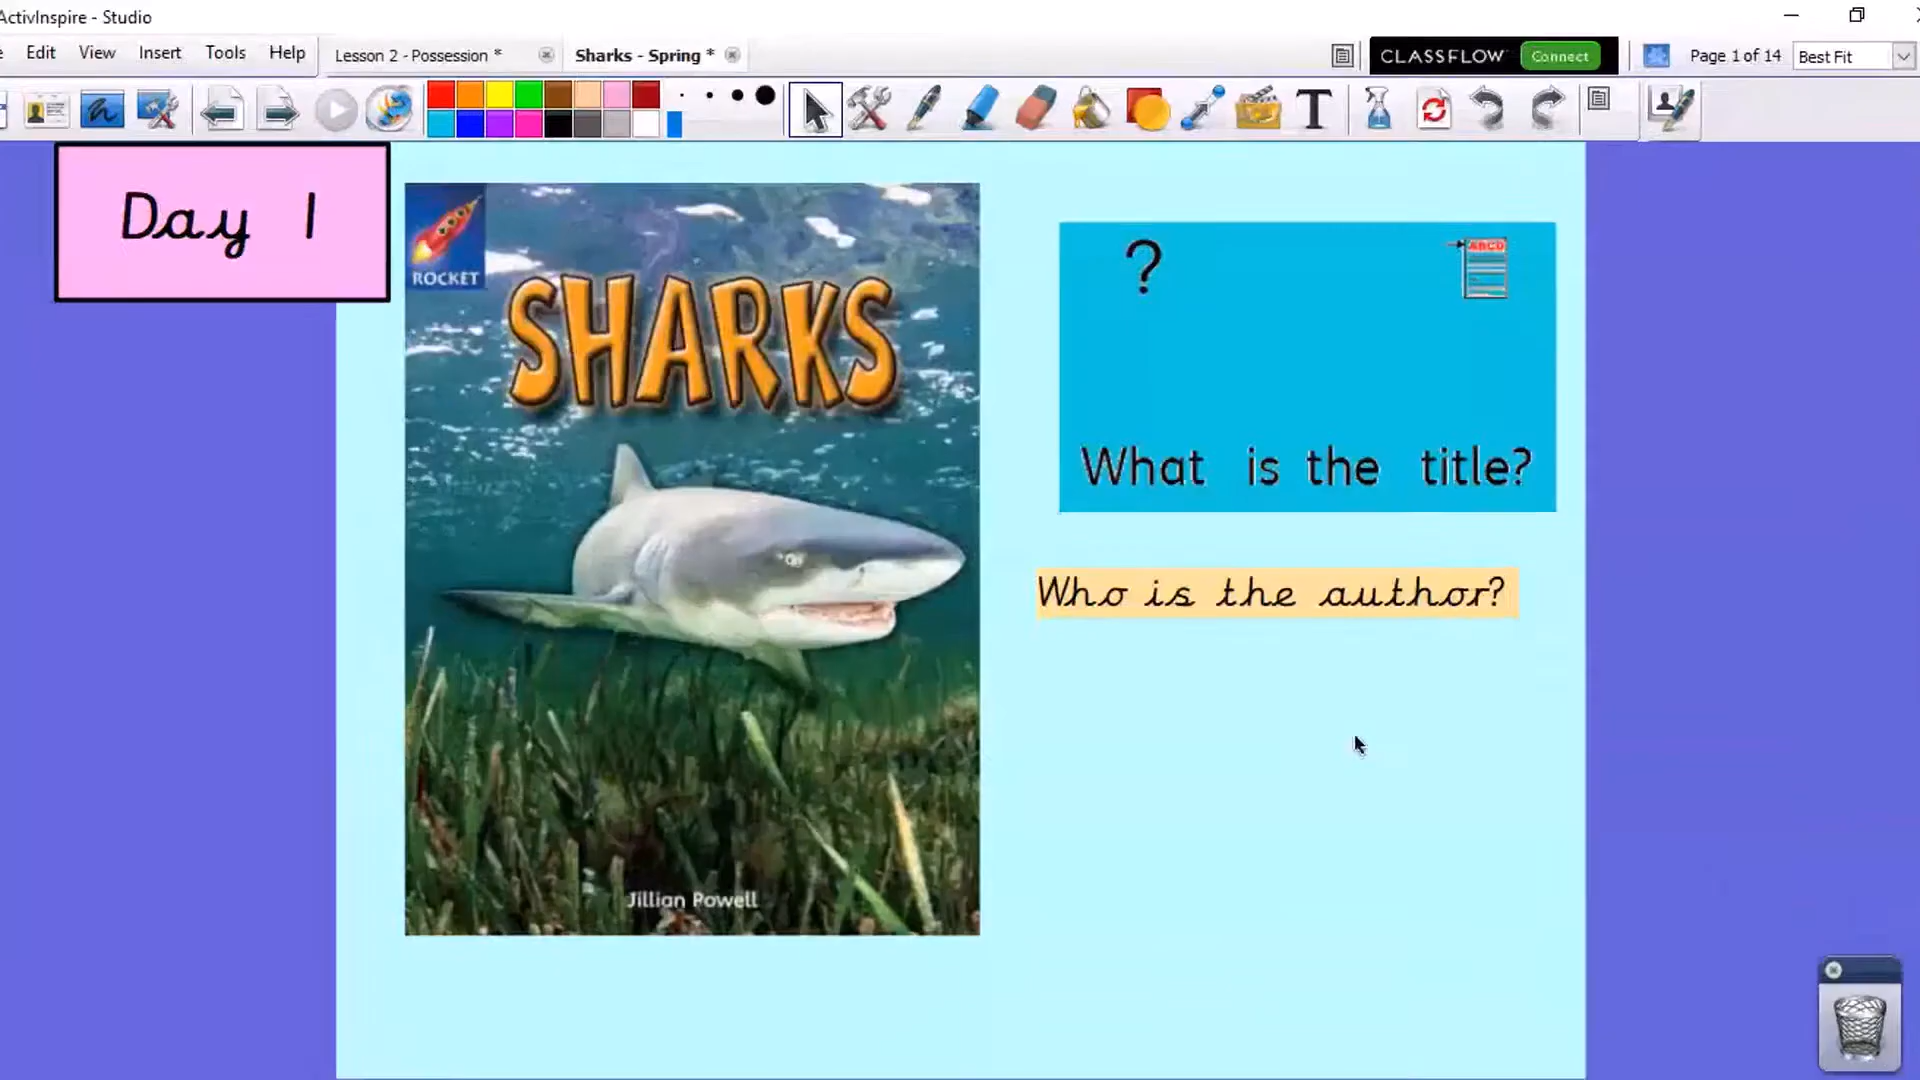 ActivInspire - Studio
Edit View Insert Tools Help
Lesson 2 - Possession *
Sharks - Spring *
CLASSFLOW
Connect
Page 1 of 14
Best Fit
T
Day 1
ROCKET
SHARKS
Jillian Powell
?
ABCD
What is the title?
Who is the author?